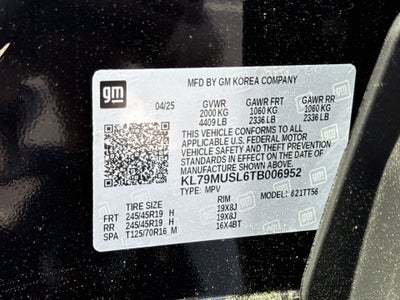 gm
MFD BY GM KOREA COMPANY
04/25 GVWR GAWR FRT GAWR RR
2000 KG 1060 KG 1060 KG
4409 LB 2336 LB 2336 LB
THIS VEHICLE CONFORMS TO ALL
APPLICABLE U.S. FEDERAL MOTOR
VEHICLE SAFETY, BUMPER, AND THEFT
PREVENTION STANDARDS IN EFFECT ON
THE DATE OF MANUFACTURE SHOWN ABOVE.
KL79MUSL6TB006952
TYPE: MPV MODEL: 621TT56
TIRE SIZE RIM
FRT 245/45R19 H 19X8J
RR 245/45R19 H 19X8J
SPA T125/70R16 M 16X4BT